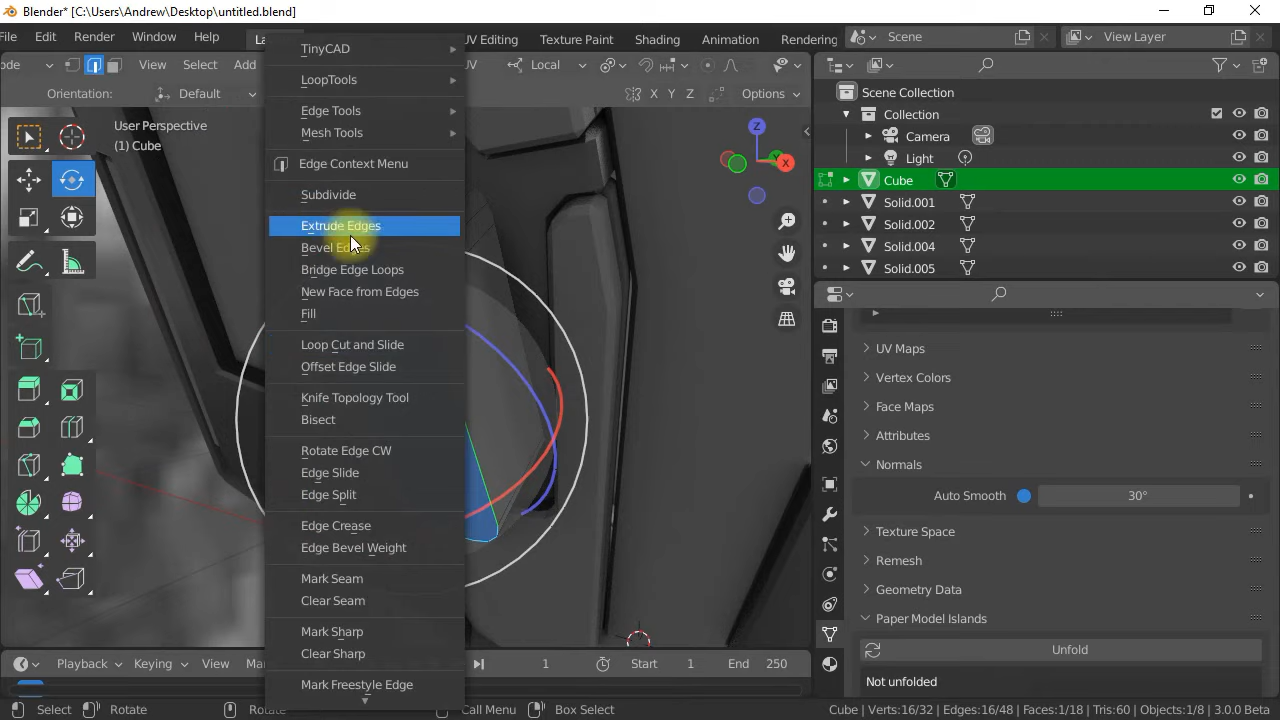 Blender* [C:\Users\Andrew\Desktop\untitled.blend]
File Edit Render Window Help La UV Editing Texture Paint Shading Animation Rendering Scene View Layer
ode View Select Add UV Local
Orientation: Default X Y Z Options
User Perspective
(1) Cube
Z
Y
X
TinyCAD
LoopTools
Edge Tools
Mesh Tools
Edge Context Menu
Subdivide
Extrude Edges
Bevel Edges
Bridge Edge Loops
New Face from Edges
Fill
Loop Cut and Slide
Offset Edge Slide
Knife Topology Tool
Bisect
Rotate Edge CW
Edge Slide
Edge Split
Edge Crease
Edge Bevel Weight
Mark Seam
Clear Seam
Mark Sharp
Clear Sharp
Mark Freestyle Edge
Scene Collection
Collection
Camera
Light
Cube
Solid.001
Solid.002
Solid.004
Solid.005
UV Maps
Vertex Colors
Face Maps
Attributes
Normals
Auto Smooth 30°
Texture Space
Remesh
Geometry Data
Paper Model Islands
Unfold
Not unfolded
Playback Keying View Ma 1 Start 1 End 250
Select Rotate Rotat Call Menu Box Select Cube | Verts:16/32 | Edges:16/48 | Faces:1/18 | Tris:60 | Objects:1/8 | 3.0.0 Beta